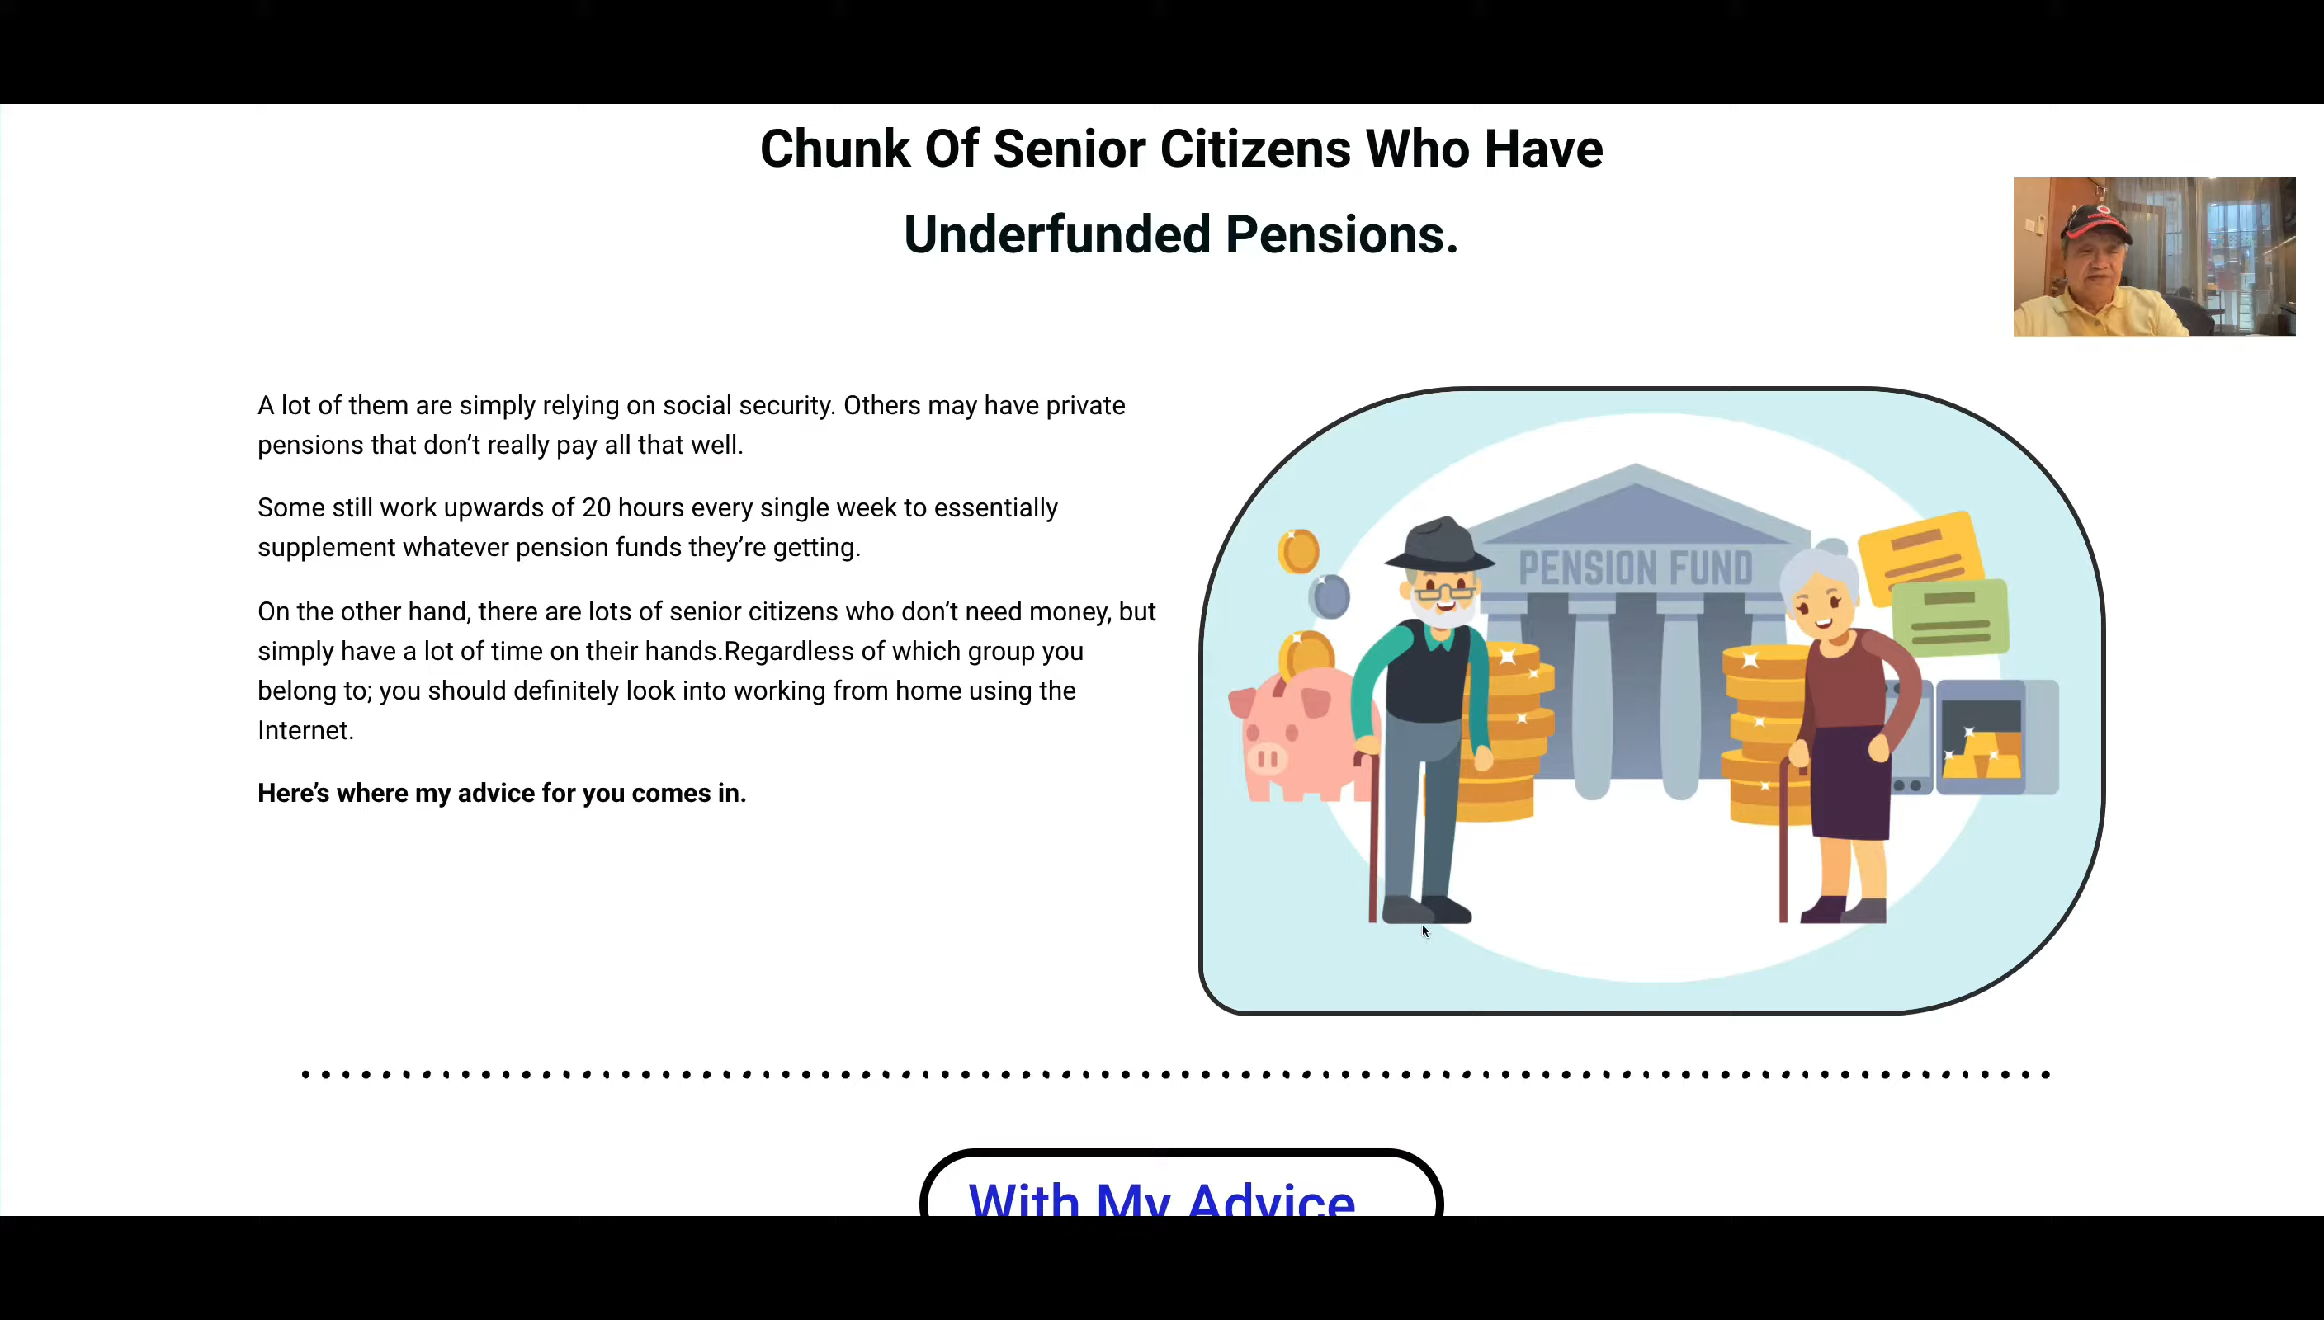 Chunk Of Senior Citizens Who Have
Underfunded Pensions.
A lot of them are simply relying on social security. Others may have private
pensions that don’t really pay all that well.
Some still work upwards of 20 hours every single week to essentially
supplement whatever pension funds they’re getting.
On the other hand, there are lots of senior citizens who don’t need money, but
simply have a lot of time on their hands.Regardless of which group you
belong to; you should definitely look into working from home using the
Internet.
Here’s where my advice for you comes in.
PENSION FUND
With My Advice